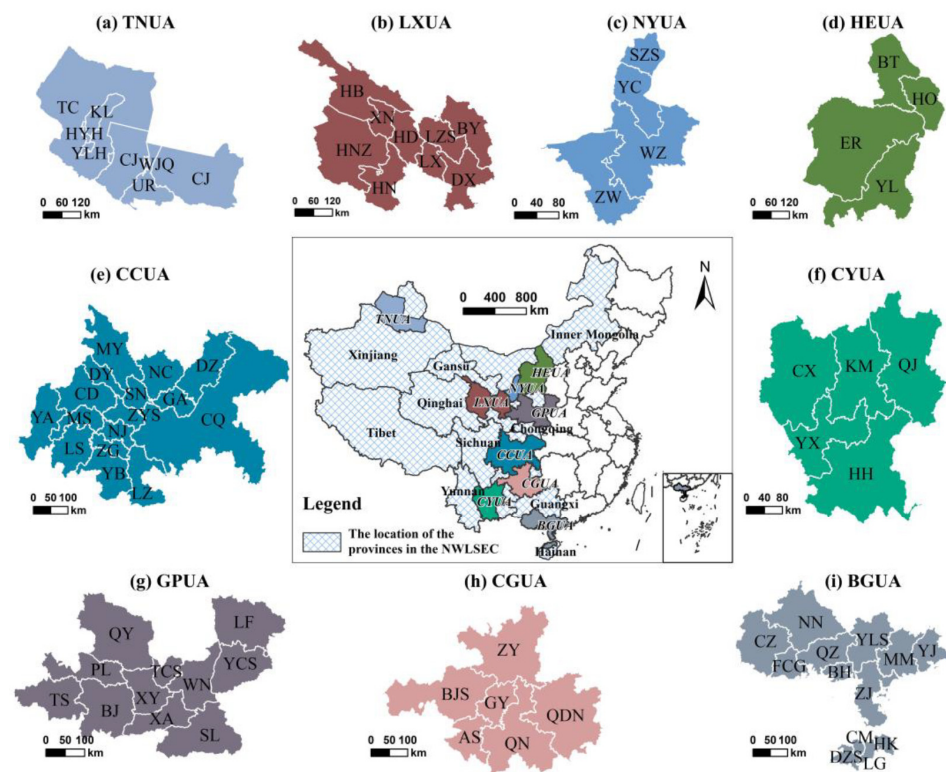 (a) TNUA
(b) LXUA
(c) NYUA
(d) HEUA
TC
KL
HYH
YLH
CJ
WJQ
UR
CJ
0 60 120
km
HB
XN
HD
LZS
BY
HNZ
LX
HN
DX
0 60 120
km
SZS
YC
WZ
ZW
0 40 80
km
BT
HO
ER
YL
0 60 120
km
(e) CCUA
MY
DY
NC
DZ
CD
SN
GA
YA
MS
ZYS
CQ
NJ
LS
ZG
YB
LZ
0 50 100
km
N
0 400 800
km
TNUA
Inner Mongolia
Xinjiang
Gansu
HEUA
NYUA
Qinghai
LXUA
GPUA
Tibet
Chongqing
Sichuan
CCUA
Yunnan
CGUA
CYUA
Guangxi
BGUA
Hainan
Legend
The location of the
provinces in the NWLSEC
(f) CYUA
CX
KM
QJ
YX
HH
0 40 80
km
(g) GPUA
QY
LF
PL
TCS
YCS
WN
TS
XY
BJ
XA
SL
0 50 100
km
(h) CGUA
ZY
BJS
GY
QDN
AS
QN
0 50 100
km
(i) BGUA
NN
CZ
QZ
YLS
YJ
FCG
BH
MM
ZJ
CM
HK
DZS
LG
0 50 100
km